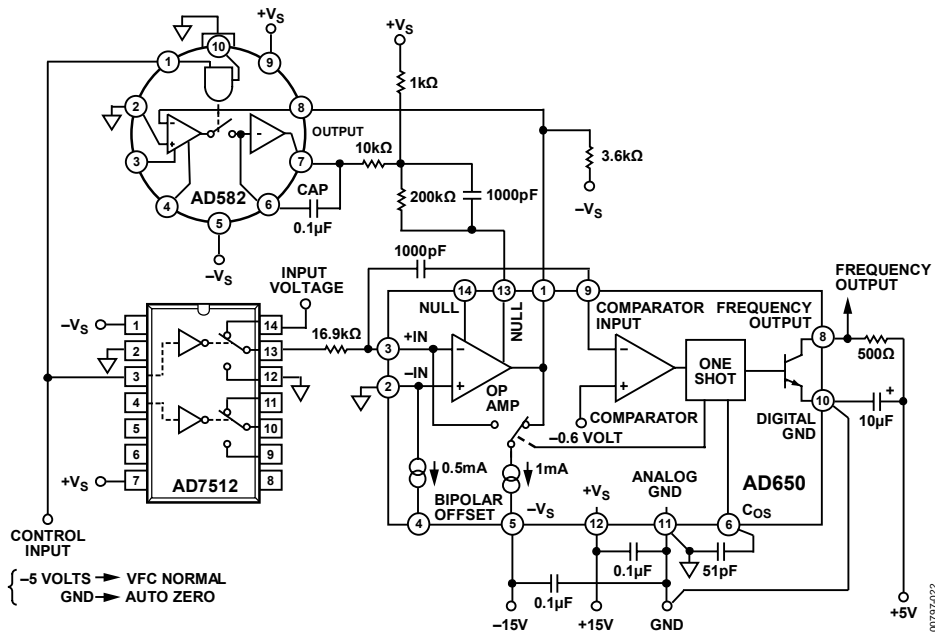 +VS
10
1
9
+VS
1kΩ
2
8
OUTPUT
10kΩ
3
7
3.6kΩ
–VS
AD582
CAP
4
6
0.1µF
5
–VS
200kΩ
1000pF
INPUT VOLTAGE
1000pF
–VS
1
14
16.9kΩ
2
13
3
12
4
11
5
10
6
9
+VS
7
8
AD7512
CONTROL INPUT
–5 VOLTS VFC NORMAL
GND AUTO ZERO
14
13
1
9
NULL
NULL
COMPARATOR INPUT
FREQUENCY OUTPUT
FREQUENCY OUTPUT
8
500Ω
3
+IN
–
2
–IN
+
OP AMP
–
+
COMPARATOR
–0.6 VOLT
ONE SHOT
10
DIGITAL GND
+
10µF
0.5mA
1mA
BIPOLAR OFFSET
–VS
+VS
ANALOG GND
AD650
COS
4
5
12
11
6
0.1µF
51pF
0.1µF
–15V
+15V
GND
+5V
00797-022